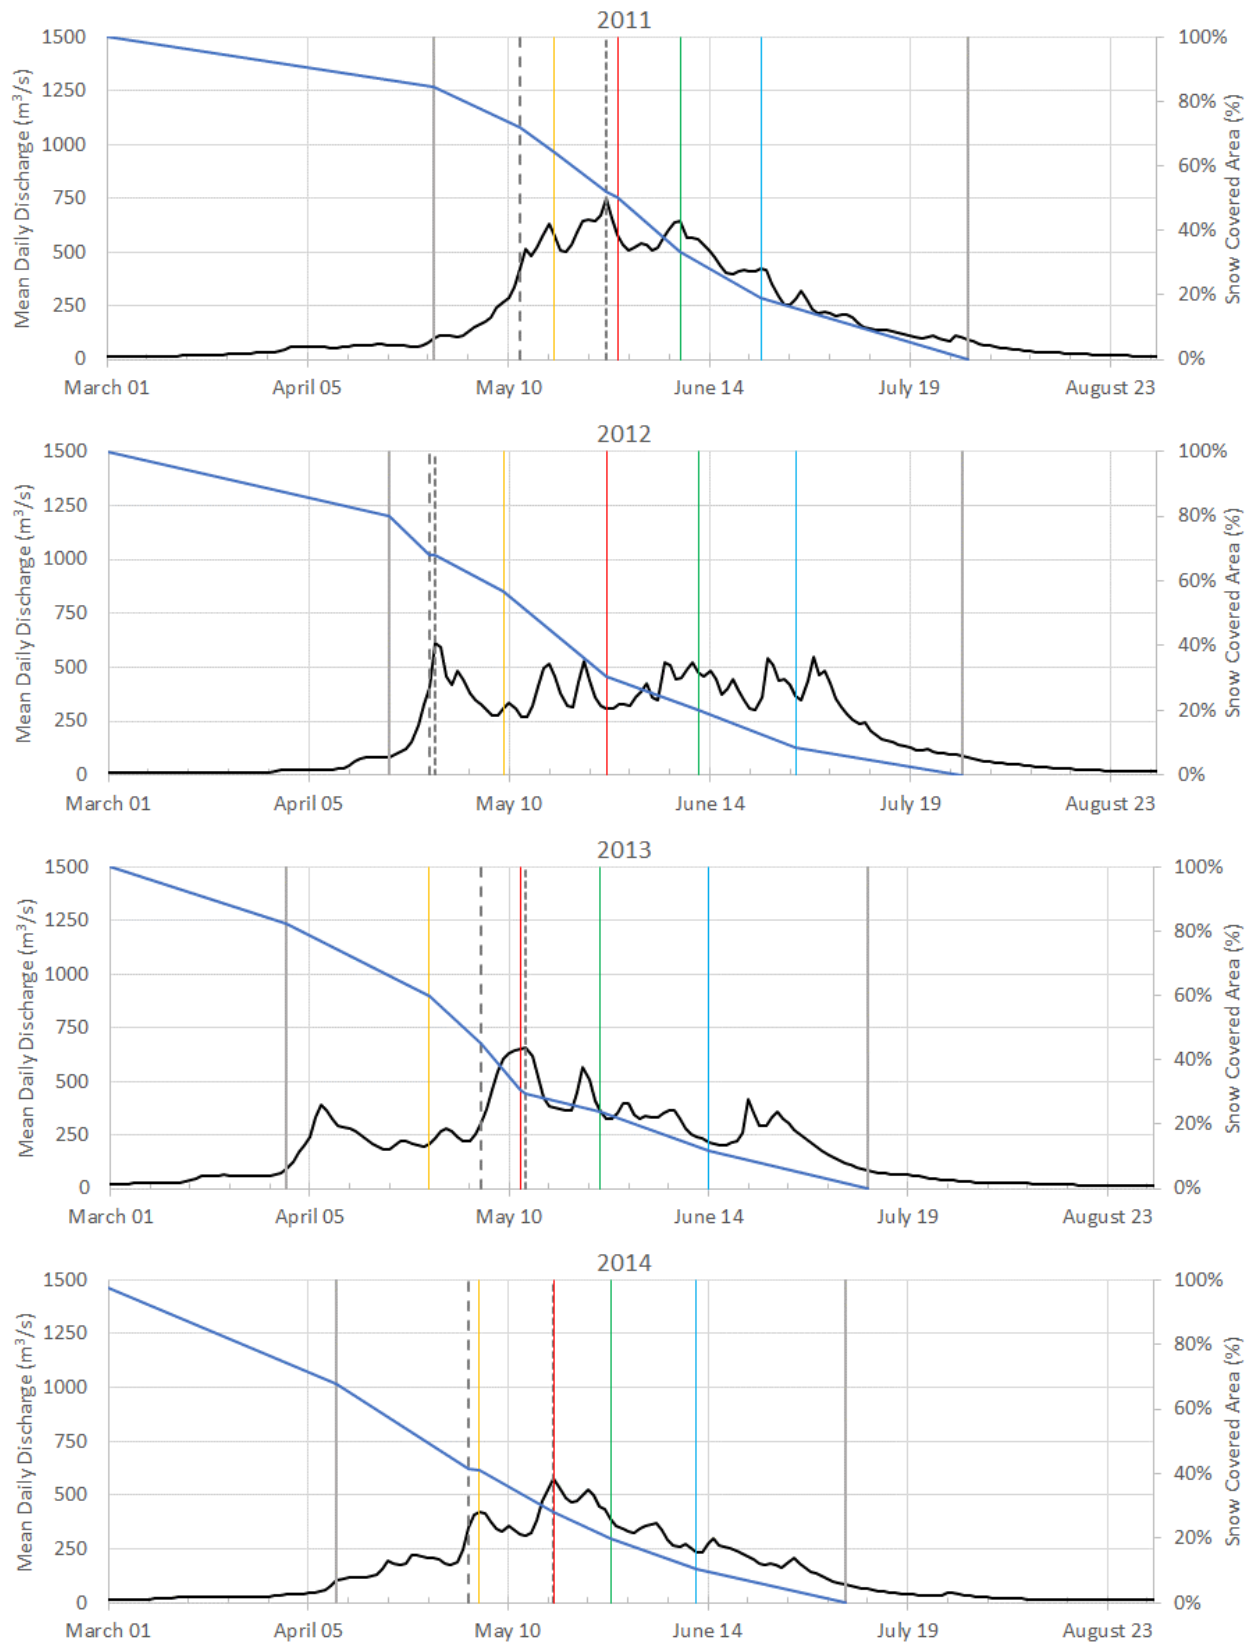 2011
Mean Daily Discharge (m³/s)
1500
1250
1000
750
500
250
0
100%
80%
60%
40%
20%
0%
Snow Covered Area (%)
March 01
April 05
May 10
June 14
July 19
August 23
2012
Mean Daily Discharge (m³/s)
1500
1250
1000
750
500
250
0
100%
80%
60%
40%
20%
0%
Snow Covered Area (%)
March 01
April 05
May 10
June 14
July 19
August 23
2013
Mean Daily Discharge (m³/s)
1500
1250
1000
750
500
250
0
100%
80%
60%
40%
20%
0%
Snow Covered Area (%)
March 01
April 05
May 10
June 14
July 19
August 23
2014
Mean Daily Discharge (m³/s)
1500
1250
1000
750
500
250
0
100%
80%
60%
40%
20%
0%
Snow Covered Area (%)
March 01
April 05
May 10
June 14
July 19
August 23